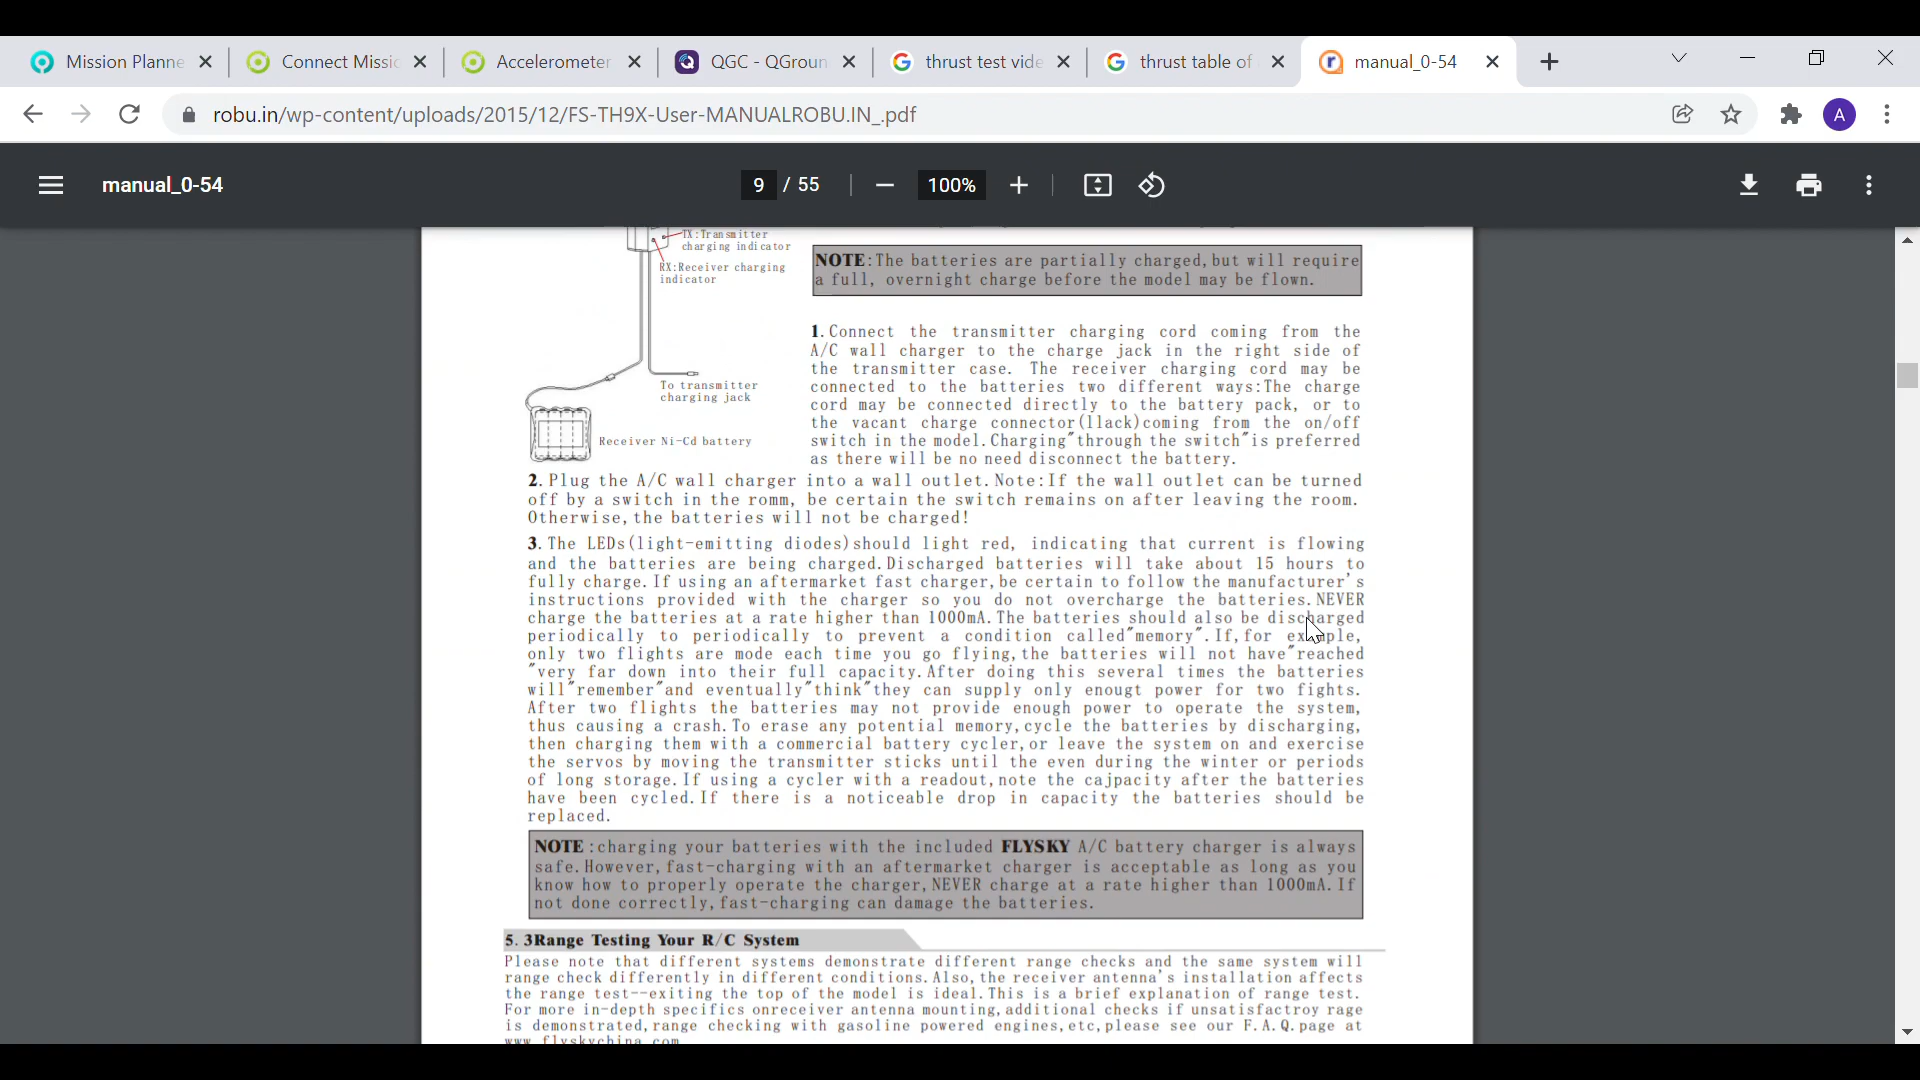 Mission Planne
Connect Missic
Accelerometer
QGC - QGroun
thrust test vide
thrust table of
manual_0-54
robu.in/wp-content/uploads/2015/12/FS-TH9X-User-MANUALROBU.IN_.pdf
A
manual_0-54
9 / 55
100%
TX:Transmitter
charging indicator
RX:Receiver charging
indicator
To transmitter
charging jack
Receiver Ni-Cd battery
NOTE:The batteries are partially charged,but will require
a full, overnight charge before the model may be flown.
1.Connect the transmitter charging cord coming from the
A/C wall charger to the charge jack in the right side of
the transmitter case. The receiver charging cord may be
connected to the batteries two different ways:The charge
cord may be connected directly to the battery pack, or to
the vacant charge connector(llack)coming from the on/off
switch in the model.Charging"through the switch"is preferred
as there will be no need disconnect the battery.
2.Plug the A/C wall charger into a wall outlet.Note:If the wall outlet can be turned
off by a switch in the romm, be certain the switch remains on after leaving the room.
Otherwise,the batteries will not be charged!
3.The LEDs(light-emitting diodes)should light red, indicating that current is flowing
and the batteries are being charged.Discharged batteries will take about 15 hours to
fully charge.If using an aftermarket fast charger,be certain to follow the manufacturer's
instructions provided with the charger so you do not overcharge the batteries.NEVER
charge the batteries at a rate higher than 1000mA.The batteries should also be discharged
periodically to periodically to prevent a condition called"memory".If,for example,
only two flights are mode each time you go flying,the batteries will not have"reached
"very far down into their full capacity.After doing this several times the batteries
will"remember"and eventually"think"they can supply only enougt power for two fights.
After two flights the batteries may not provide enough power to operate the system,
thus causing a crash.To erase any potential memory,cycle the batteries by discharging,
then charging them with a commercial battery cycler,or leave the system on and exercise
the servos by moving the transmitter sticks until the even during the winter or periods
of long storage.If using a cycler with a readout,note the cajpacity after the batteries
have been cycled.If there is a noticeable drop in capacity the batteries should be
replaced.
NOTE :charging your batteries with the included FLYSKY A/C battery charger is always
safe.However,fast-charging with an aftermarket charger is acceptable as long as you
know how to properly operate the charger,NEVER charge at a rate higher than 1000mA.If
not done correctly,fast-charging can damage the batteries.
5.3Range Testing Your R/C System
Please note that different systems demonstrate different range checks and the same system will
range check differently in different conditions.Also,the receiver antenna's installation affects
the range test--exiting the top of the model is ideal.This is a brief explanation of range test.
For more in-depth specifics onreceiver antenna mounting,additional checks if unsatisfactroy rage
is demonstrated,range checking with gasoline powered engines,etc,please see our F.A.Q.page at
www.flyskychina.com